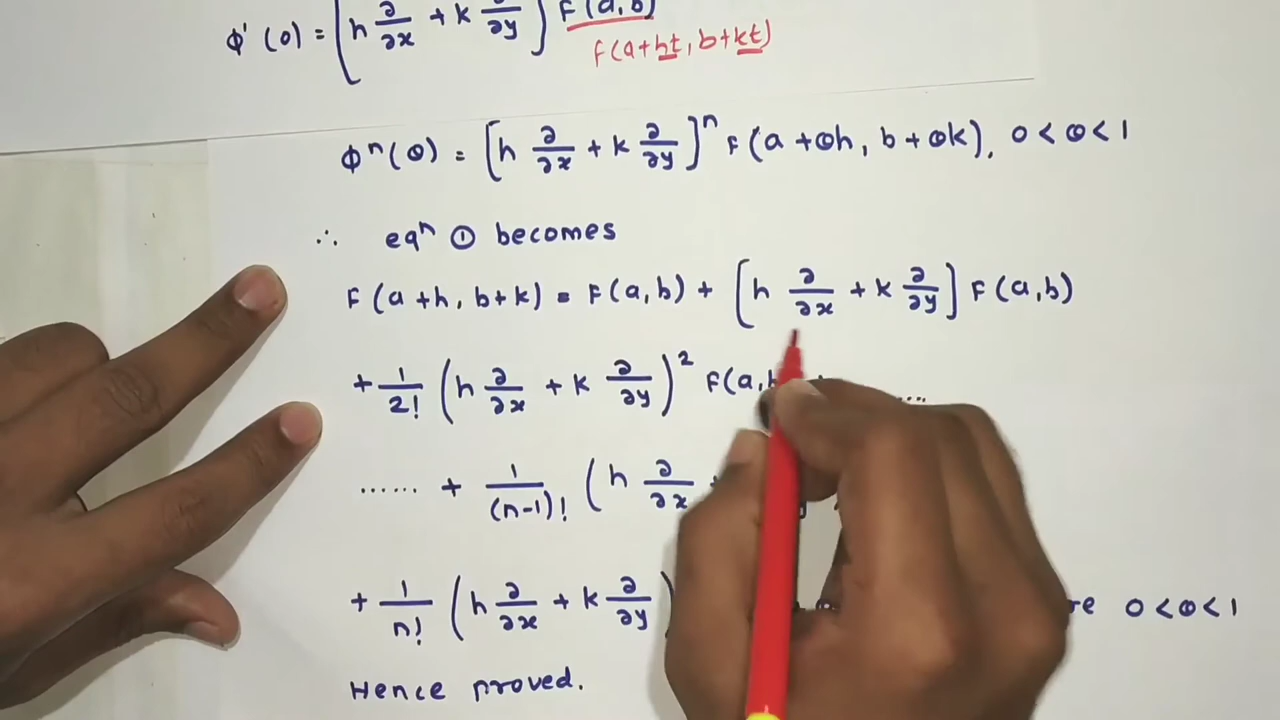 Φ'(0) = [h ∂/∂x + k ∂/∂y] F(a,b)
F(a+ht, b+kt)
Φⁿ(θ) = [h ∂/∂x + k ∂/∂y]ⁿ F(a+θh, b+θk), 0<θ<1
∴ eqⁿ ① becomes
F(a+h, b+k) = F(a,b) + [h ∂/∂x + k ∂/∂y] F(a,b)
+ 1/2! (h ∂/∂x + k ∂/∂y)² F(a, ....
...... + 1/(n-1)! (h ∂/∂x
+ 1/n! (h ∂/∂x + k ∂/∂y) 0<θ<1
Hence proved.